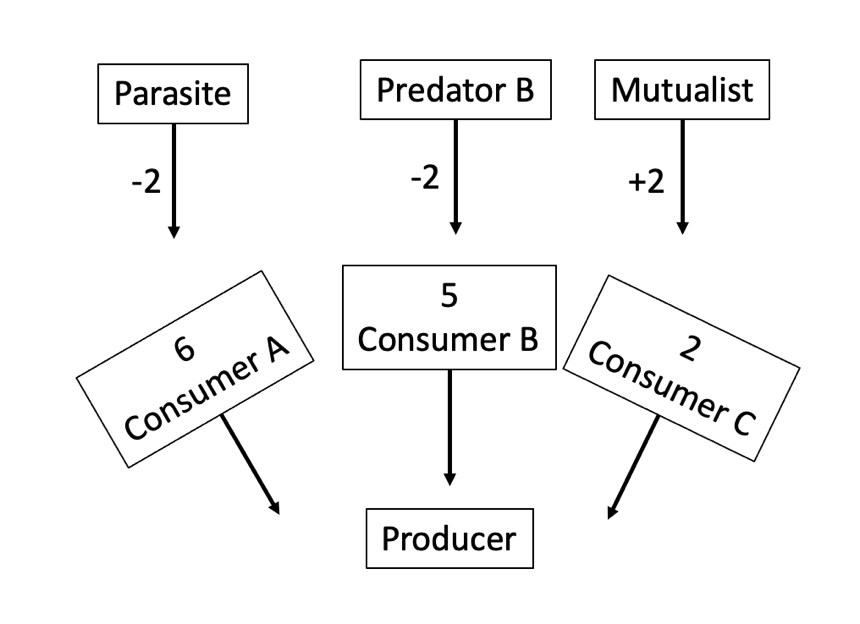 Parasite
Predator B
Mutualist
-2
-2
+2
6
Consumer A
5
Consumer B
2
Consumer C
Producer